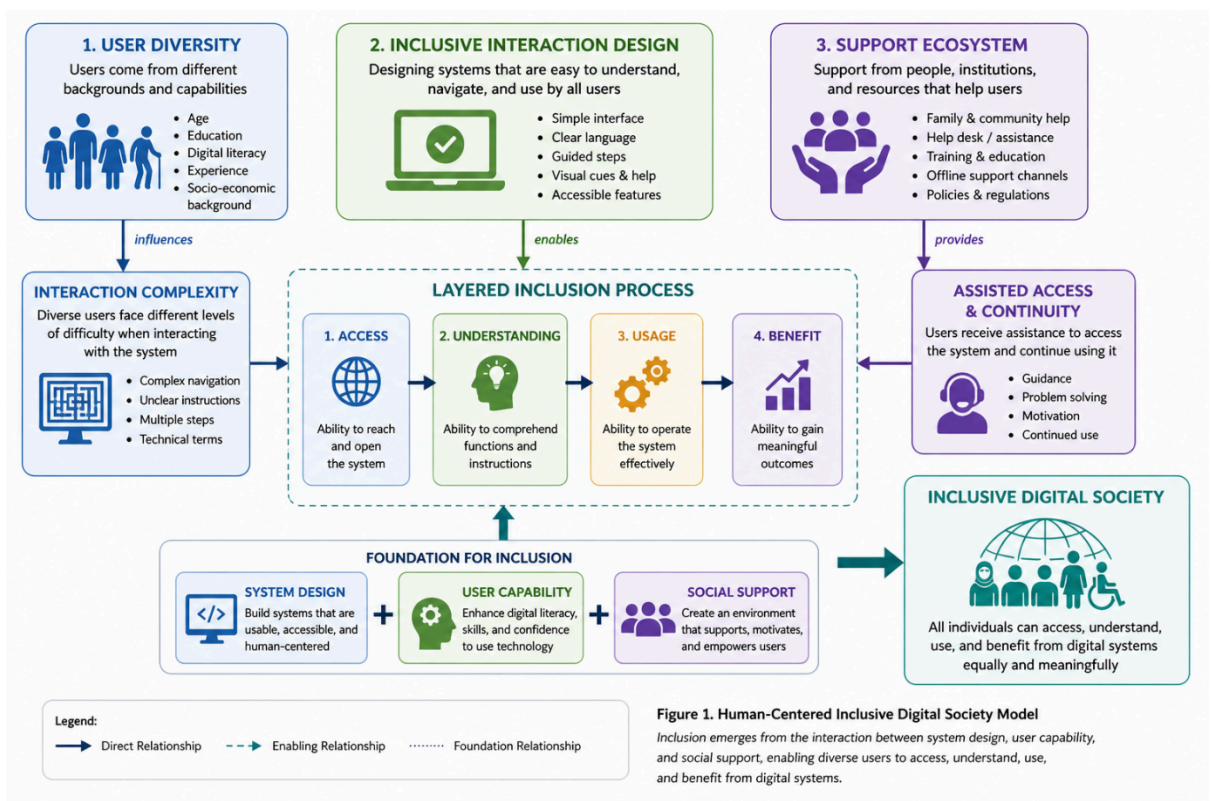 1. USER DIVERSITY
Users come from different
backgrounds and capabilities
• Age
• Education
• Digital literacy
• Experience
• Socio-economic
background
2. INCLUSIVE INTERACTION DESIGN
Designing systems that are easy to understand,
navigate, and use by all users
• Simple interface
• Clear language
• Guided steps
• Visual cues & help
• Accessible features
3. SUPPORT ECOSYSTEM
Support from people, institutions,
and resources that help users
• Family & community help
• Help desk / assistance
• Training & education
• Offline support channels
• Policies & regulations
influences
enables
provides
INTERACTION COMPLEXITY
Diverse users face different levels
of difficulty when interacting
with the system
• Complex navigation
• Unclear instructions
• Multiple steps
• Technical terms
LAYERED INCLUSION PROCESS
1. ACCESS
Ability to reach
and open
the system
2. UNDERSTANDING
Ability to comprehend
functions and
instructions
3. USAGE
Ability to operate
the system
effectively
4. BENEFIT
Ability to gain
meaningful
outcomes
ASSISTED ACCESS
& CONTINUITY
Users receive assistance to access
the system and continue using it
• Guidance
• Problem solving
• Motivation
• Continued use
FOUNDATION FOR INCLUSION
</>
SYSTEM DESIGN
Build systems that are
usable, accessible, and
human-centered
+
USER CAPABILITY
Enhance digital literacy,
skills, and confidence
to use technology
+
SOCIAL SUPPORT
Create an environment
that supports, motivates,
and empowers users
INCLUSIVE DIGITAL SOCIETY
All individuals can access, understand,
use, and benefit from digital systems
equally and meaningfully
Legend:
Direct Relationship
Enabling Relationship
Foundation Relationship
Figure 1. Human-Centered Inclusive Digital Society Model
Inclusion emerges from the interaction between system design, user capability,
and social support, enabling diverse users to access, understand, use,
and benefit from digital systems.